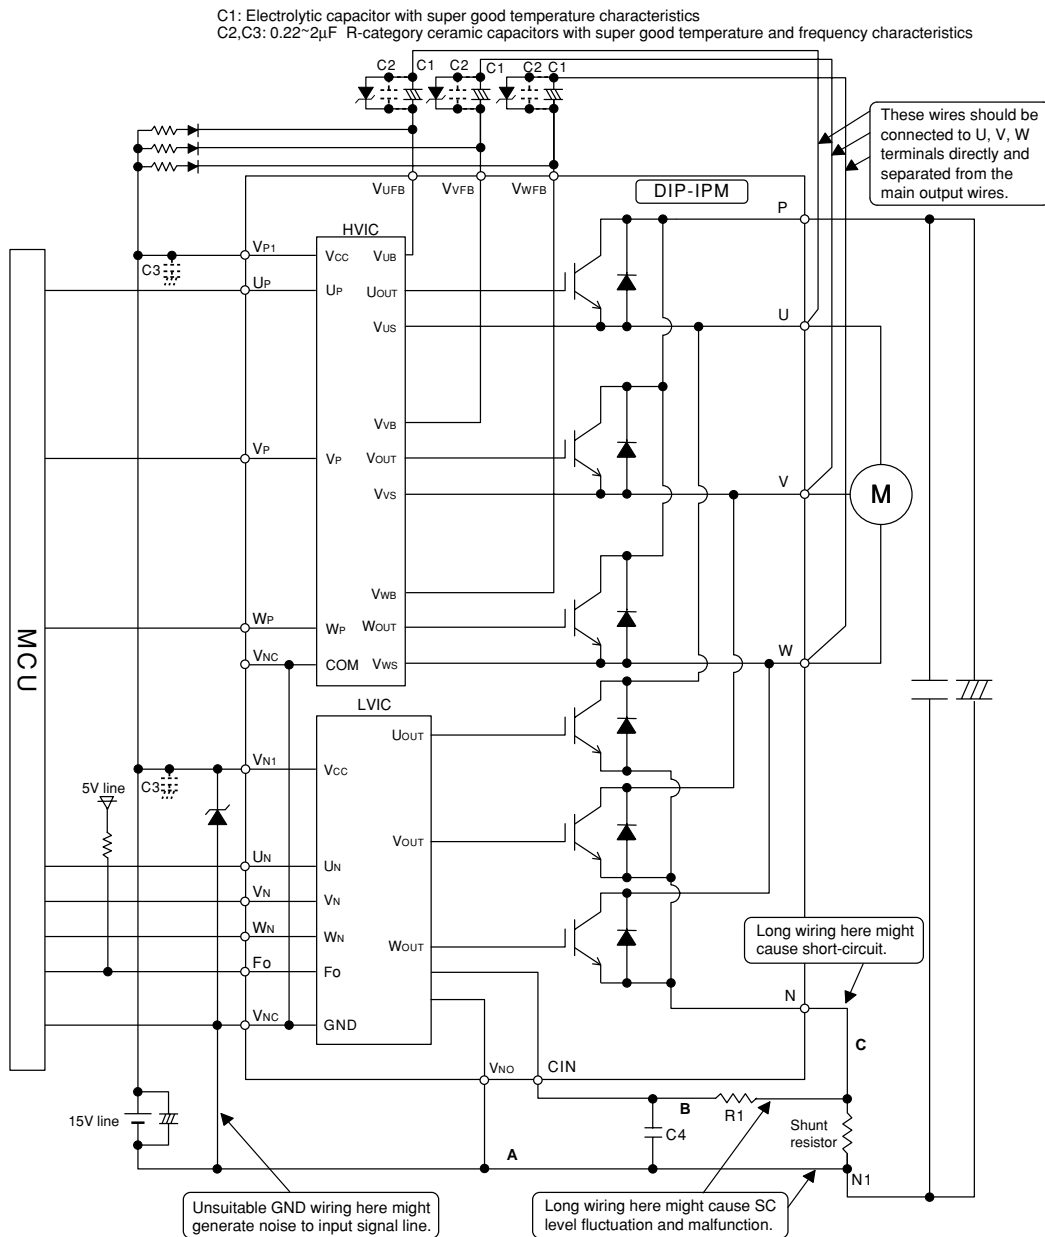 C1: Electrolytic capacitor with super good temperature characteristics
C2,C3: 0.22~2µF R-category ceramic capacitors with super good temperature and frequency characteristics
C2 C1 C2 C1 C2 C1
These wires should be
connected to U, V, W
terminals directly and
separated from the
main output wires.
VUFB VVFB VWFB
DIP-IPM
P
HVIC
VP1
VCC
VUB
C3
UP
UP
UOUT
U
VUS
VVB
VP
VP
VOUT
V
VVS
M
VWB
WP
WP
WOUT
MCU
VNC
COM
VWS
W
LVIC
UOUT
VN1
VCC
C3
5V line
VOUT
UN
UN
VN
VN
WN
WN
WOUT
Long wiring here might
cause short-circuit.
Fo
Fo
N
VNC
GND
C
VNO
CIN
B
R1
15V line
C4
Shunt
resistor
A
N1
Unsuitable GND wiring here might
generate noise to input signal line.
Long wiring here might cause SC
level fluctuation and malfunction.